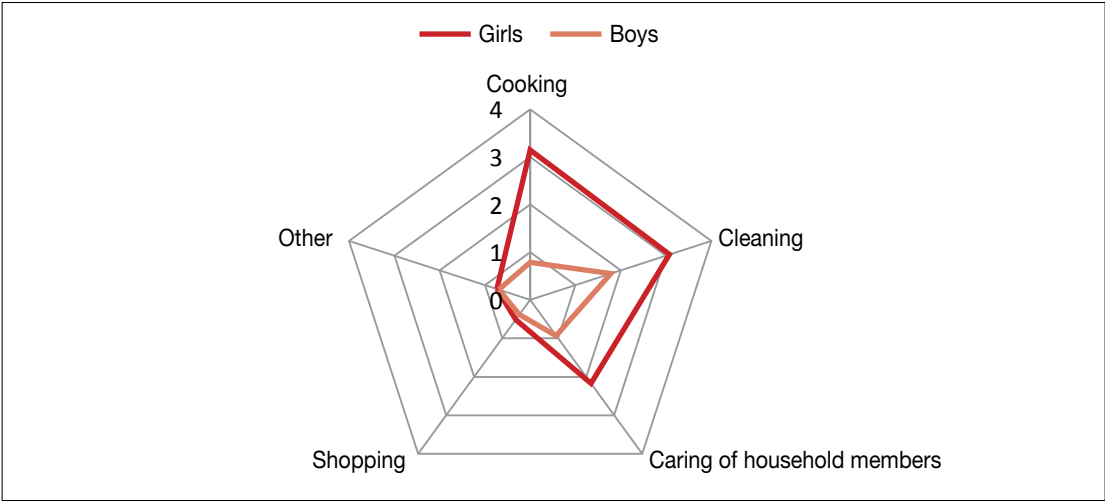 Girls Boys
Cooking
4
3
2
1
0
Other
Cleaning
Shopping
Caring of household members